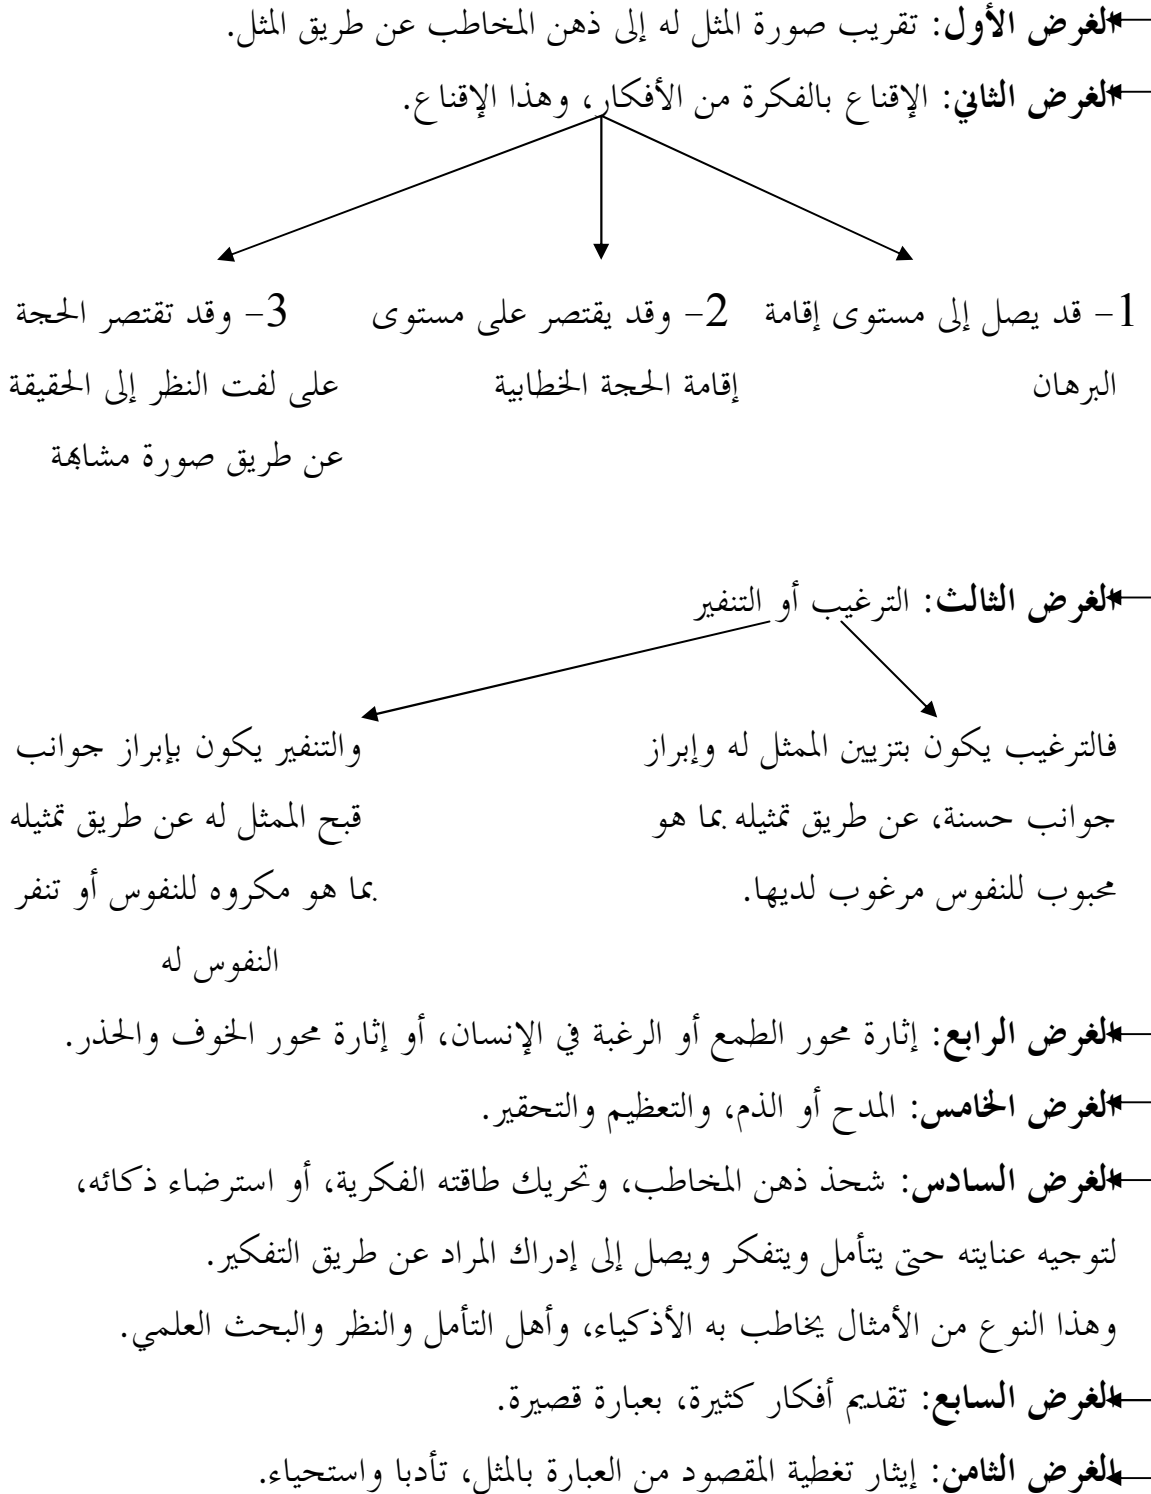 الغرض الأول: تقريب صورة المثل له إلى ذهن المخاطب عن طريق المثل.
الغرض الثاني: الإقناع بالفكرة من الأفكار، وهذا الإقناع.
1- قد يصل إلى مستوى إقامة
البرهان
2- وقد يقتصر على مستوى
إقامة الحجة الخطابية
3- وقد تقتصر الحجة
على لفت النظر إلى الحقيقة
عن طريق صورة مشابهة
الغرض الثالث: الترغيب أو التنفير
فالترغيب يكون بتزيين الممثل له وإبراز
جوانب حسنة، عن طريق تمثيله بما هو
محبوب للنفوس مرغوب لديها.
والتنفير يكون بإبراز جوانب
قبح الممثل له عن طريق تمثيله
بما هو مكروه للنفوس أو تنفر
النفوس له
الغرض الرابع: إثارة محور الطمع أو الرغبة في الإنسان، أو إثارة محور الخوف والحذر.
الغرض الخامس: المدح أو الذم، والتعظيم والتحقير.
الغرض السادس: شحذ ذهن المخاطب، وتحريك طاقته الفكرية، أو استرضاء ذكائه،
لتوجيه عنايته حتى يتأمل ويتفكر ويصل إلى إدراك المراد عن طريق التفكير.
وهذا النوع من الأمثال يخاطب به الأذكياء، وأهل التأمل والنظر والبحث العلمي.
الغرض السابع: تقديم أفكار كثيرة، بعبارة قصيرة.
الغرض الثامن: إيثار تغطية المقصود من العبارة بالمثل، تأدبا واستحياء.